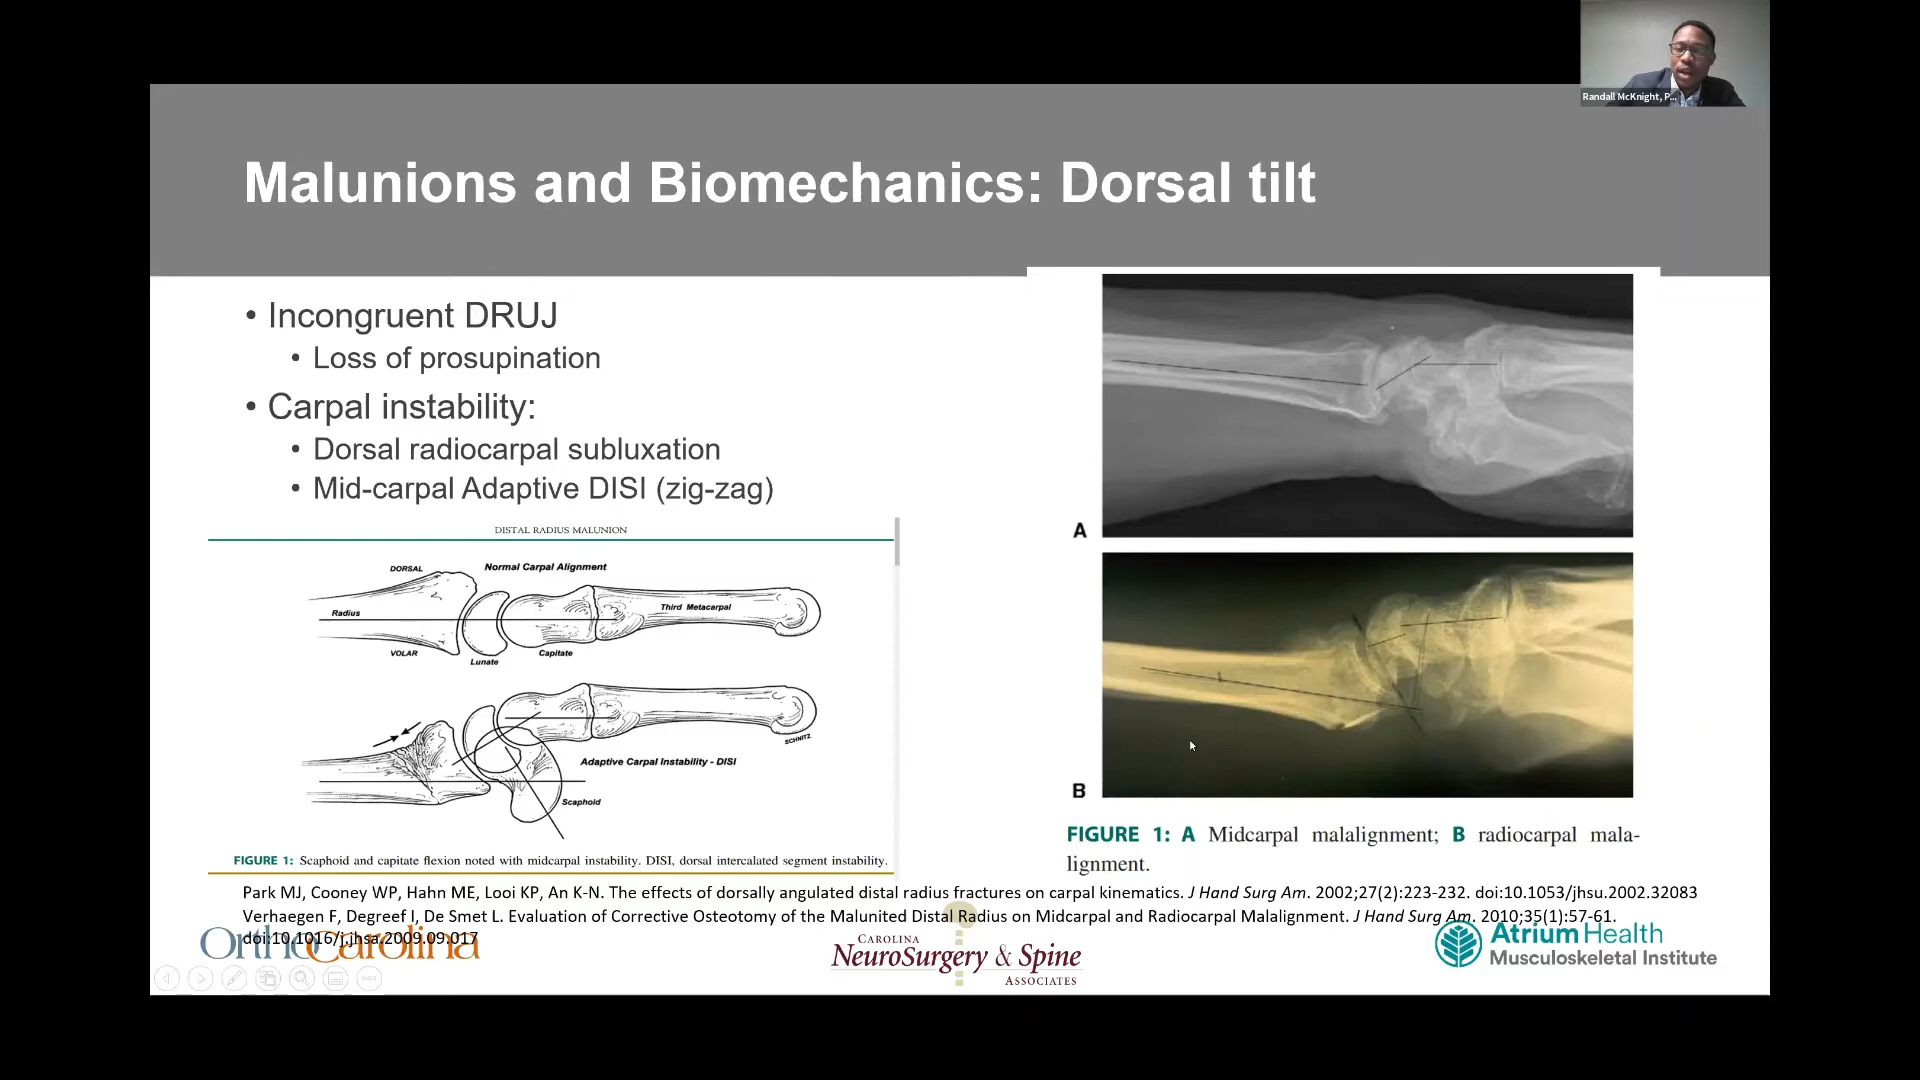 Randall McKnight, P...
Malunions and Biomechanics: Dorsal tilt
• Incongruent DRUJ
• Loss of prosupination
• Carpal instability:
• Dorsal radiocarpal subluxation
• Mid-carpal Adaptive DISI (zig-zag)
DISTAL RADIUS MALUNION
DORSAL
Normal Carpal Alignment
Radius
Third Metacarpal
VOLAR
Lunate
Capitate
SCHNITZ
Adaptive Carpal Instability - DISI
Scaphoid
FIGURE 1: Scaphoid and capitate flexion noted with midcarpal instability. DISI, dorsal intercalated segment instability.
A
B
FIGURE 1: A Midcarpal malalignment; B radiocarpal mala-
lignment.
Park MJ, Cooney WP, Hahn ME, Looi KP, An K-N. The effects of dorsally angulated distal radius fractures on carpal kinematics. J Hand Surg Am. 2002;27(2):223-232. doi:10.1053/jhsu.2002.32083
Verhaegen F, Degreef I, De Smet L. Evaluation of Corrective Osteotomy of the Malunited Distal Radius on Midcarpal and Radiocarpal Malalignment. J Hand Surg Am. 2010;35(1):57-61.
doi:10.1016/j.jhsa.2009.09.017
OrthoCarolina
CAROLINA
NEUROSURGERY & SPINE
ASSOCIATES
Atrium Health
Musculoskeletal Institute